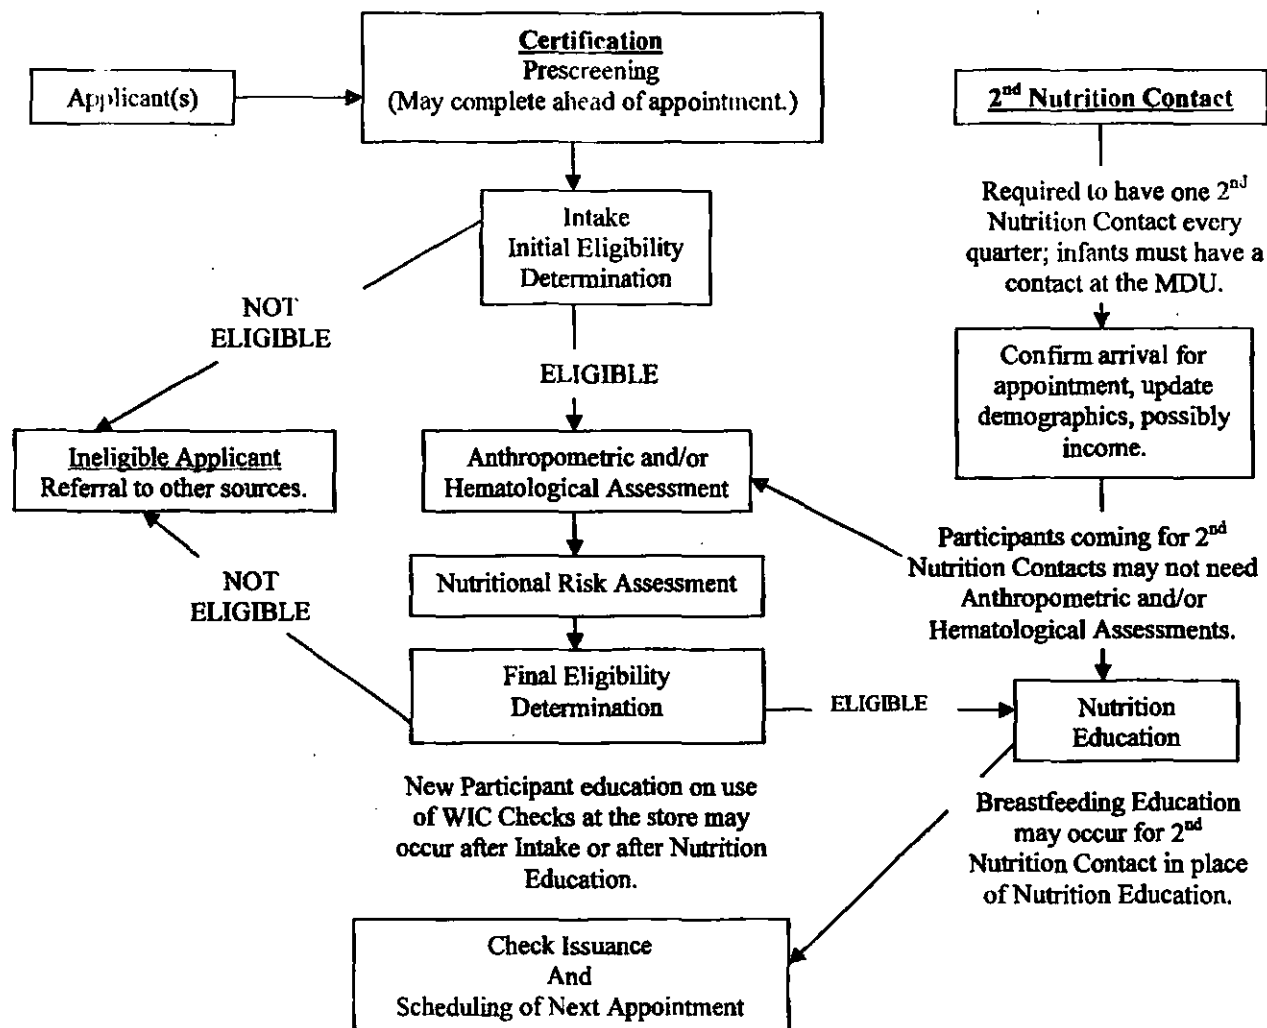 Applicant(s)
Certification
Prescreening
(May complete ahead of appointment.)
Intake
Initial Eligibility
Determination
NOT
ELIGIBLE
ELIGIBLE
Ineligible Applicant
Referral to other sources.
Anthropometric and/or
Hematological Assessment
Nutritional Risk Assessment
NOT
ELIGIBLE
Final Eligibility
Determination
ELIGIBLE
New Participant education on use
of WIC Checks at the store may
occur after Intake or after Nutrition
Education.
Check Issuance
And
Scheduling of Next Appointment
2nd Nutrition Contact
Required to have one 2nd
Nutrition Contact every
quarter; infants must have a
contact at the MDU.
Confirm arrival for
appointment, update
demographics, possibly
income.
Participants coming for 2nd
Nutrition Contacts may not need
Anthropometric and/or
Hematological Assessments.
Nutrition
Education
Breastfeeding Education
may occur for 2nd
Nutrition Contact in place
of Nutrition Education.